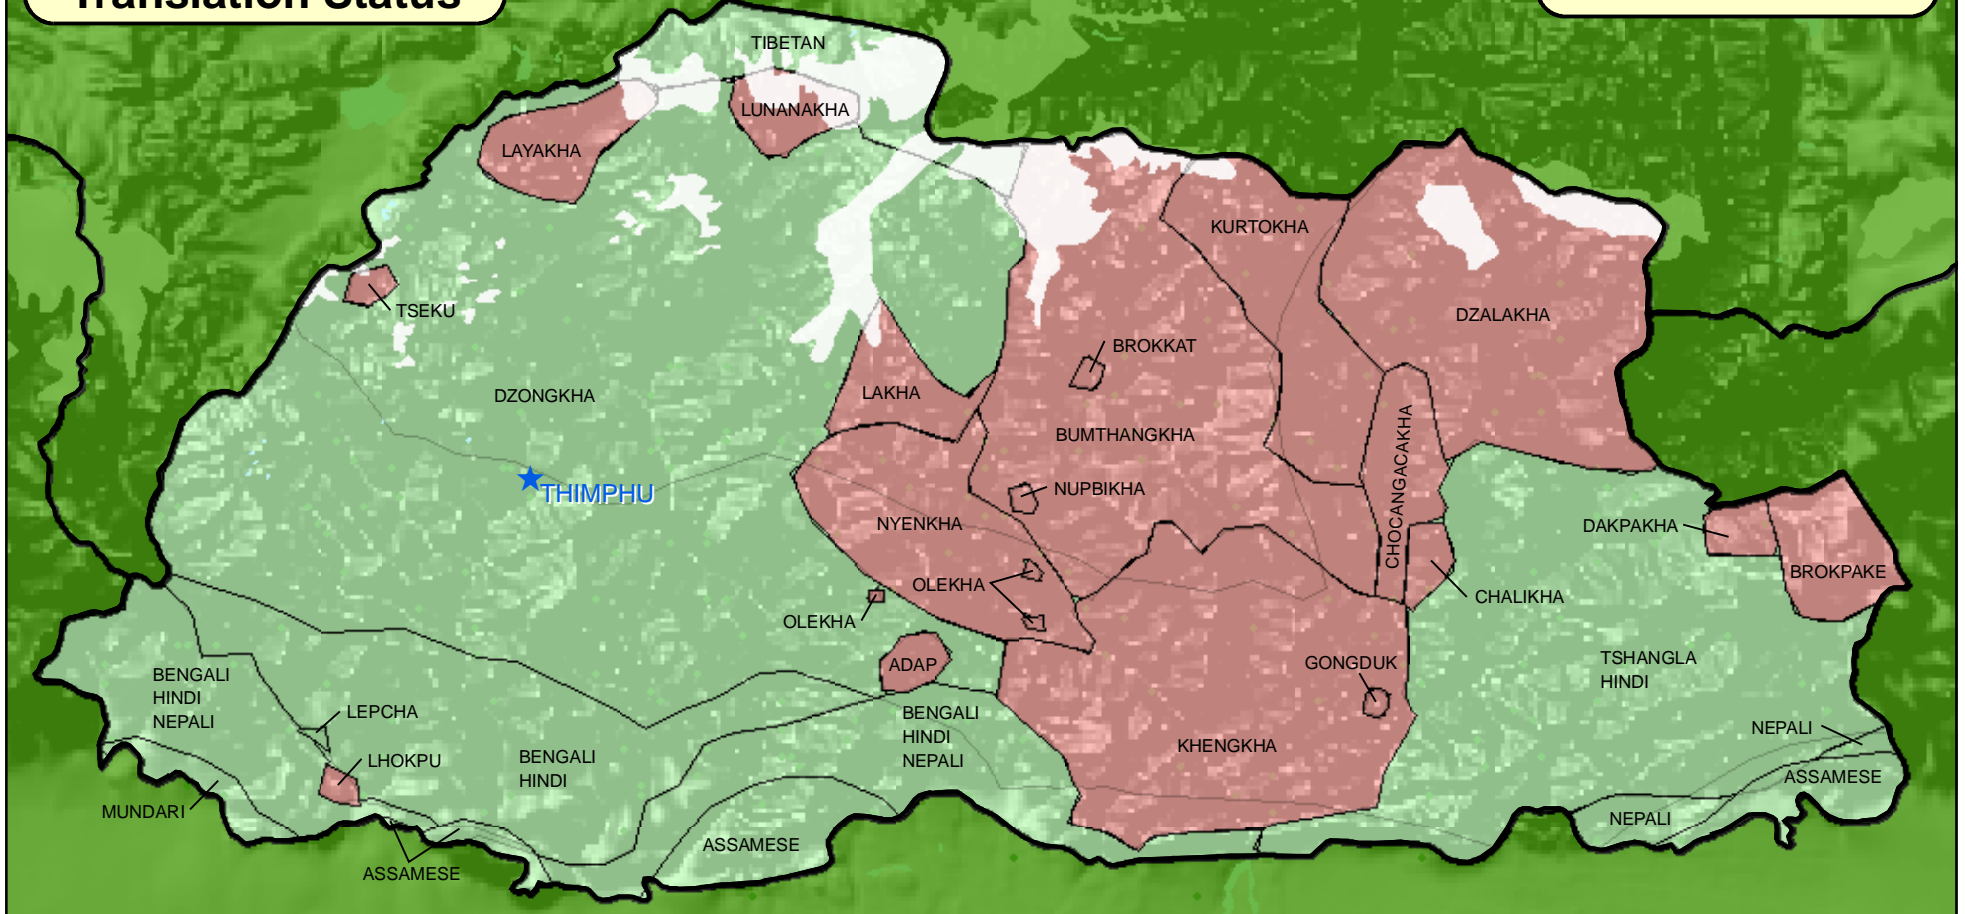 Translation Status
TIBETAN
LUNANAKHA
LAYAKHA
KURTOKHA
TSEKU
DZALAKHA
BROKKAT
DZONGKHA
LAKHA
BUMTHANGKHA
CHOCANGACAKHA
THIMPHU
NUPBIKHA
NYENKHA
DAKPAKHA
BROKPAKE
OLEKHA
CHALIKHA
OLEKHA
ADAP
GONGDUK
TSHANGLA
HINDI
BENGALI
HINDI
NEPALI
LEPCHA
BENGALI
HINDI
NEPALI
NEPALI
KHENGKHA
LHOKPU
BENGALI
HINDI
ASSAMESE
MUNDARI
NEPALI
ASSAMESE
ASSAMESE